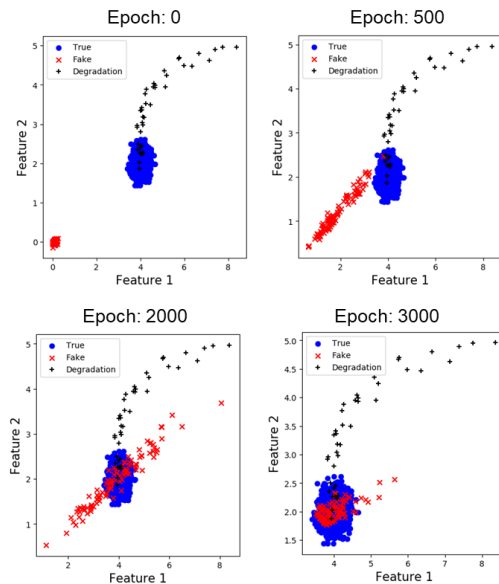 Epoch: 0
True
Fake
Degradation
Feature 2
5
4
3
2
1
0
0 2 4 6 8
Feature 1
Epoch: 500
True
Fake
Degradation
Feature 2
5
4
3
2
1
2 4 6 8
Feature 1
Epoch: 2000
True
Fake
Degradation
Feature 2
5
4
3
2
1
2 4 6 8
Feature 1
Epoch: 3000
True
Fake
Degradation
Feature 2
5.0
4.5
4.0
3.5
3.0
2.5
2.0
1.5
4 5 6 7 8
Feature 1